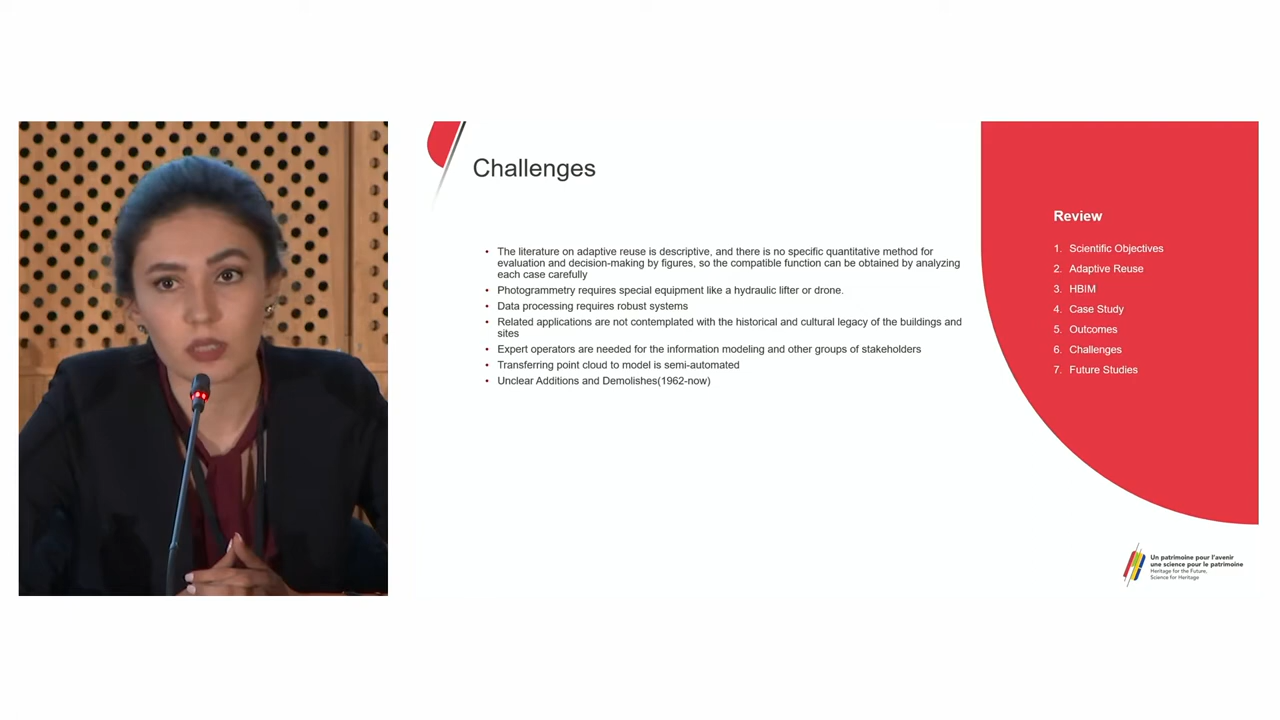 Challenges
• The literature on adaptive reuse is descriptive, and there is no specific quantitative method for
evaluation and decision-making by figures, so the compatible function can be obtained by analyzing
each case carefully
• Photogrammetry requires special equipment like a hydraulic lifter or drone.
• Data processing requires robust systems
• Related applications are not contemplated with the historical and cultural legacy of the buildings and
sites
• Expert operators are needed for the information modeling and other groups of stakeholders
• Transferring point cloud to model is semi-automated
• Unclear Additions and Demolishes(1962-now)
Review
1. Scientific Objectives
2. Adaptive Reuse
3. HBIM
4. Case Study
5. Outcomes
6. Challenges
7. Future Studies
Un patrimoine pour l'avenir
une science pour le patrimoine
Heritage for the Future,
Science for Heritage